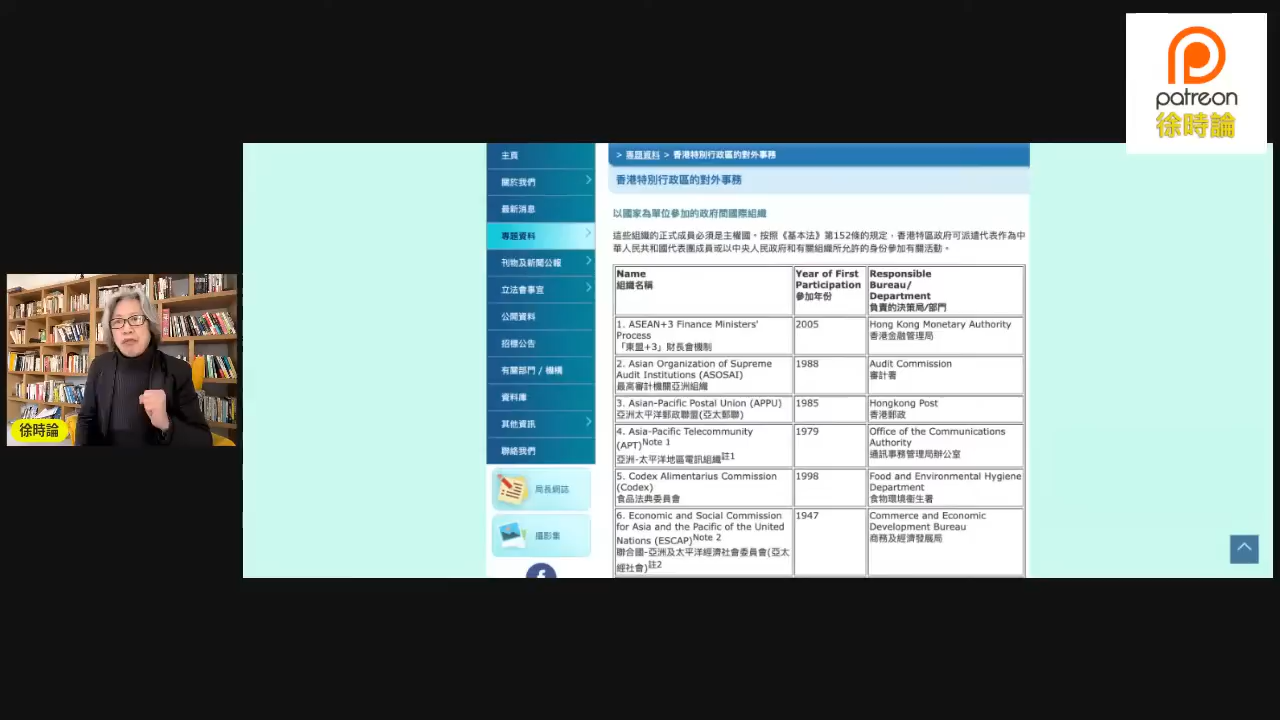 patreon
徐時論
徐時論
主頁
關於我們
最新消息
專題資料
刊物及新聞公報
立法會事宜
公開資料
招標公告
有關部門 / 機構
資料庫
其他資訊
聯絡我們
局長網誌
攝影集
> 專題資料 > 香港特別行政區的對外事務
香港特別行政區的對外事務
以國家為單位參加的政府間國際組織
這些組織的正式成員必須是主權國。按照《基本法》第152條的規定，香港特區政府可派遣代表作為中
華人民共和國代表團成員或以中央人民政府和有關組織所允許的身份參加有關活動。
Name
組織名稱
Year of First
Participation
參加年份
Responsible
Bureau/
Department
負責的決策局/部門
1. ASEAN+3 Finance Ministers'
Process
「東盟+3」財長會機制
2005
Hong Kong Monetary Authority
香港金融管理局
2. Asian Organization of Supreme
Audit Institutions (ASOSAI)
最高審計機關亞洲組織
1988
Audit Commission
審計署
3. Asian-Pacific Postal Union (APPU)
亞洲太平洋郵政聯盟(亞太郵聯)
1985
Hongkong Post
香港郵政
4. Asia-Pacific Telecommunity
(APT)Note 1
亞洲-太平洋地區電訊組織註1
1979
Office of the Communications
Authority
通訊事務管理局辦公室
5. Codex Alimentarius Commission
(Codex)
食品法典委員會
1998
Food and Environmental Hygiene
Department
食物環境衞生署
6. Economic and Social Commission
for Asia and the Pacific of the United
Nations (ESCAP)Note 2
聯合國-亞洲及太平洋經濟社會委員會(亞太
經社會)註2
1947
Commerce and Economic
Development Bureau
商務及經濟發展局